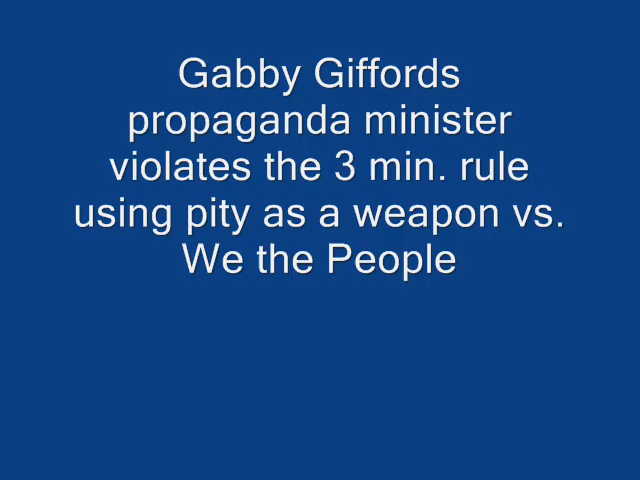 Gabby Giffords
propaganda minister
violates the 3 min. rule
using pity as a weapon vs.
We the People